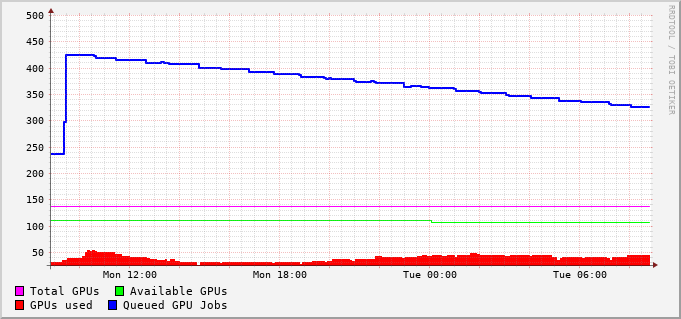 500
450
400
350
300
250
200
150
100
50
Mon 12:00 Mon 18:00 Tue 00:00 Tue 06:00
Total GPUs Available GPUs
GPUs used Queued GPU Jobs
RRDTOOL / TOBI OETIKER